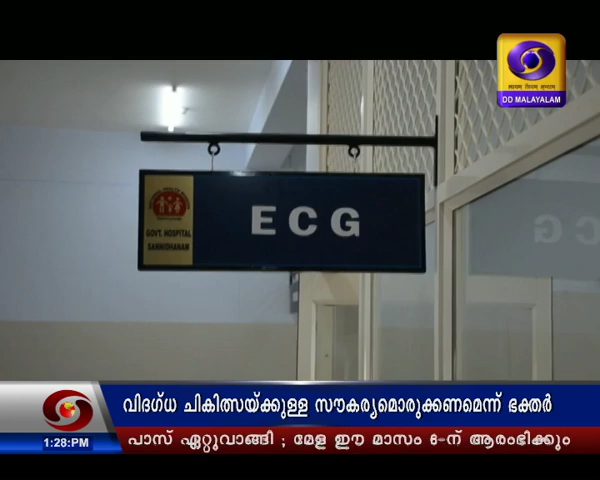 DD MALAYALAM
ECG
GOVT. HOSPITAL
SANNIDHANAM
വിദഗ്ധ ചികിത്സയ്ക്കുള്ള സൗകര്യമൊരുക്കണമെന്ന് ഭക്തർ
1:28:PM
പാസ് ഏറ്റുവാങ്ങി ; മേള ഈ മാസം 6-ന് ആരംഭിക്കും